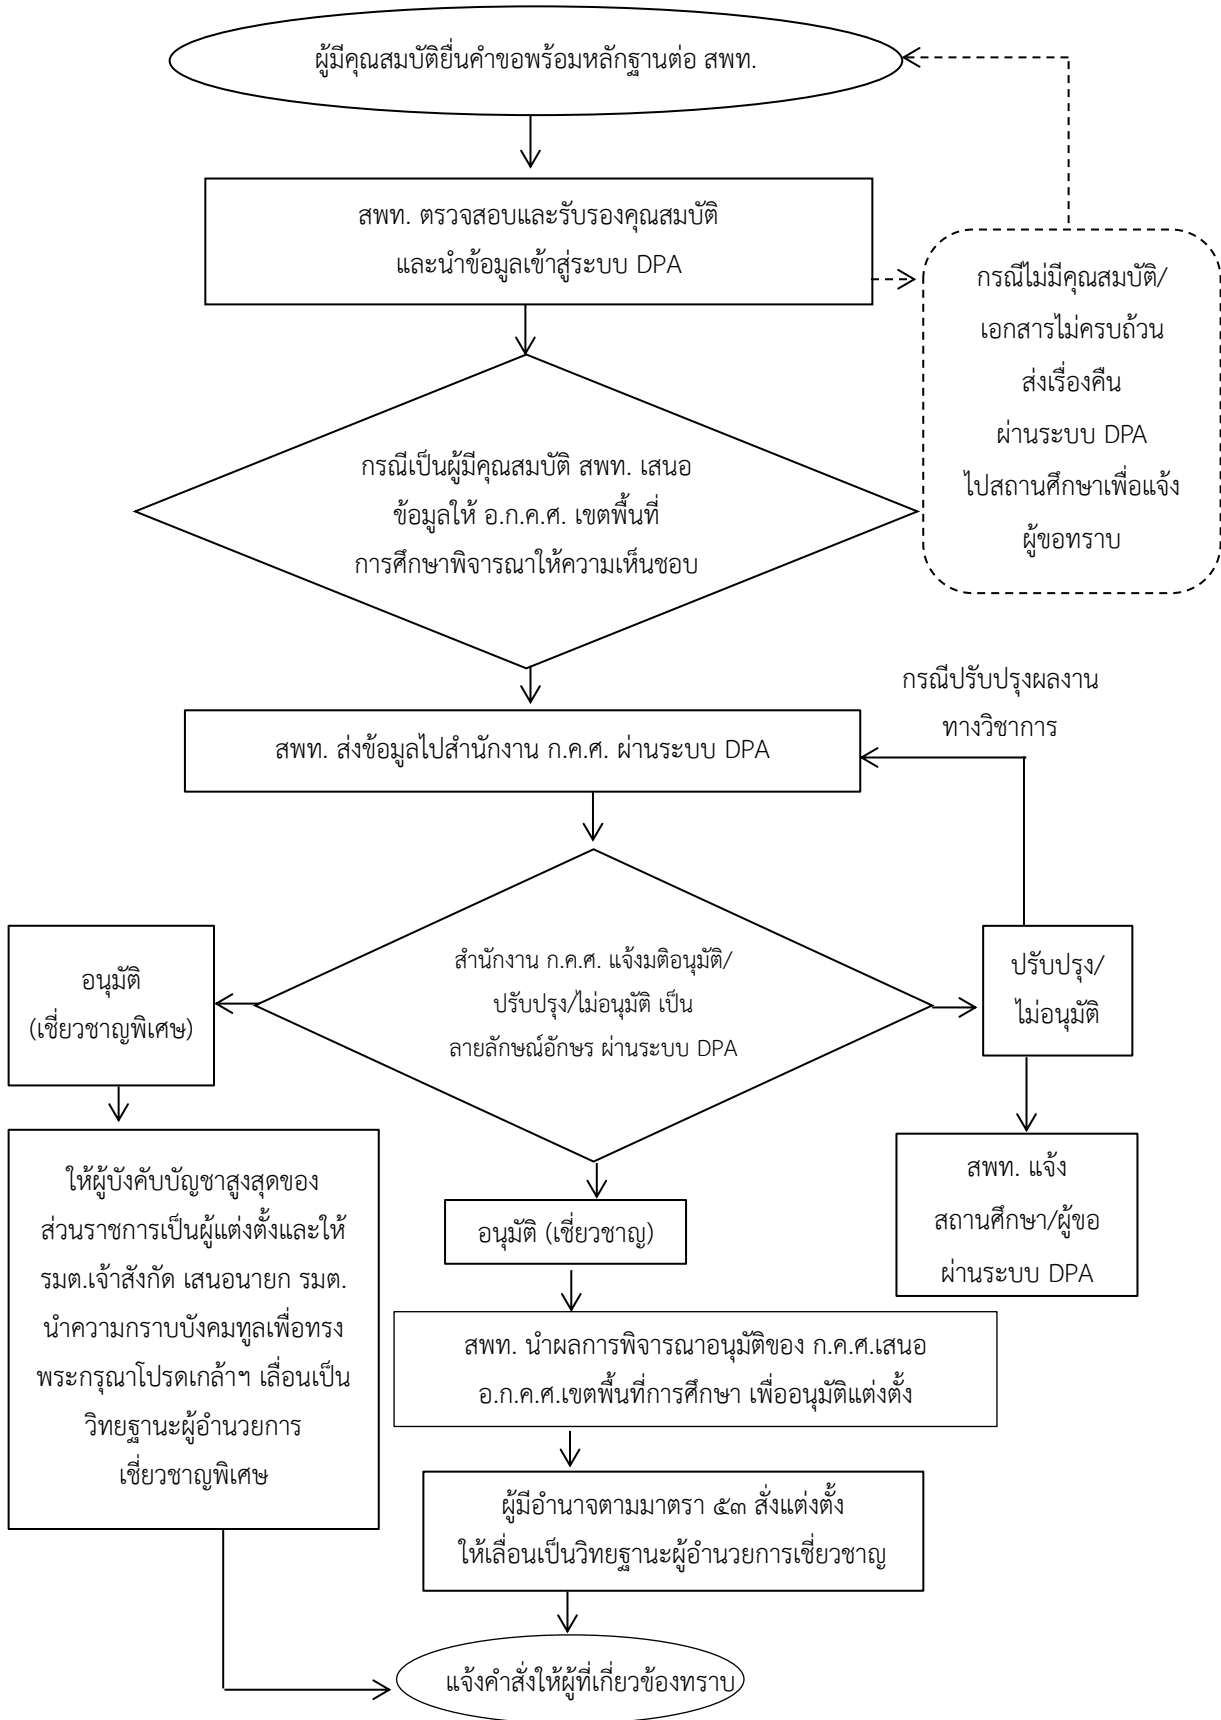 ผู้มีคุณสมบัติยื่นคำขอพร้อมหลักฐานต่อ สพท.
สพท. ตรวจสอบและรับรองคุณสมบัติ
และนำข้อมูลเข้าสู่ระบบ DPA
กรณีไม่มีคุณสมบัติ/
เอกสารไม่ครบถ้วน
ส่งเรื่องคืน
ผ่านระบบ DPA
ไปสถานศึกษาเพื่อแจ้ง
ผู้ขอทราบ
กรณีเป็นผู้มีคุณสมบัติ สพท. เสนอ
ข้อมูลให้ อ.ก.ค.ศ. เขตพื้นที่
การศึกษาพิจารณาให้ความเห็นชอบ
กรณีปรับปรุงผลงาน
ทางวิชาการ
สพท. ส่งข้อมูลไปสำนักงาน ก.ค.ศ. ผ่านระบบ DPA
สำนักงาน ก.ค.ศ. แจ้งมติอนุมัติ/
ปรับปรุง/ไม่อนุมัติ เป็น
ลายลักษณ์อักษร ผ่านระบบ DPA
อนุมัติ
(เชี่ยวชาญพิเศษ)
ปรับปรุง/
ไม่อนุมัติ
ให้ผู้บังคับบัญชาสูงสุดของ
ส่วนราชการเป็นผู้แต่งตั้งและให้
รมต.เจ้าสังกัด เสนอนายก รมต.
นำความกราบบังคมทูลเพื่อทรง
พระกรุณาโปรดเกล้าฯ เลื่อนเป็น
วิทยฐานะผู้อำนวยการ
เชี่ยวชาญพิเศษ
สพท. แจ้ง
สถานศึกษา/ผู้ขอ
ผ่านระบบ DPA
อนุมัติ (เชี่ยวชาญ)
สพท. นำผลการพิจารณาอนุมัติของ ก.ค.ศ.เสนอ
อ.ก.ค.ศ.เขตพื้นที่การศึกษา เพื่ออนุมัติแต่งตั้ง
ผู้มีอำนาจตามมาตรา ๕๓ สั่งแต่งตั้ง
ให้เลื่อนเป็นวิทยฐานะผู้อำนวยการเชี่ยวชาญ
แจ้งคำสั่งให้ผู้ที่เกี่ยวข้องทราบ